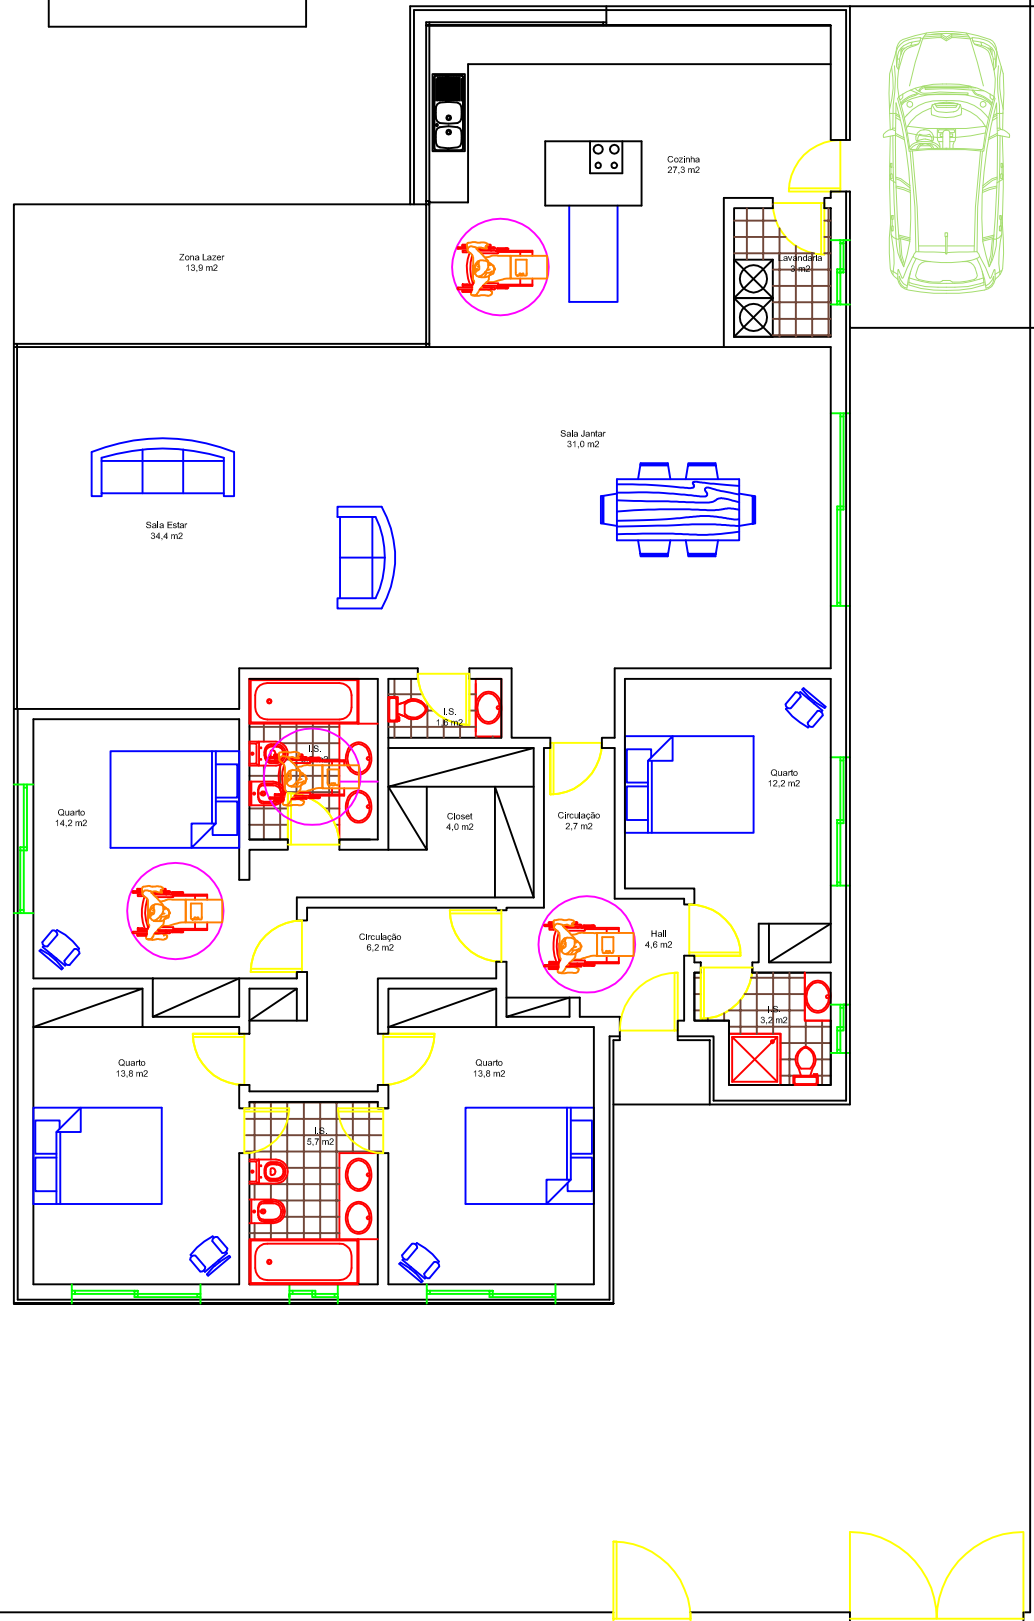 Cozinha
27,3 m2
Zona Lazer
13,9 m2
Lavandaria
3 m2
Sala Jantar
31,0 m2
Sala Estar
34,4 m2
I.S.
1,6 m2
I.S.
Quarto
12,2 m2
Quarto
14,2 m2
Closet
4,0 m2
Circulação
2,7 m2
Circulação
6,2 m2
Hall
4,6 m2
I.S.
3,2 m2
Quarto
13,8 m2
Quarto
13,8 m2
I.S.
5,7 m2